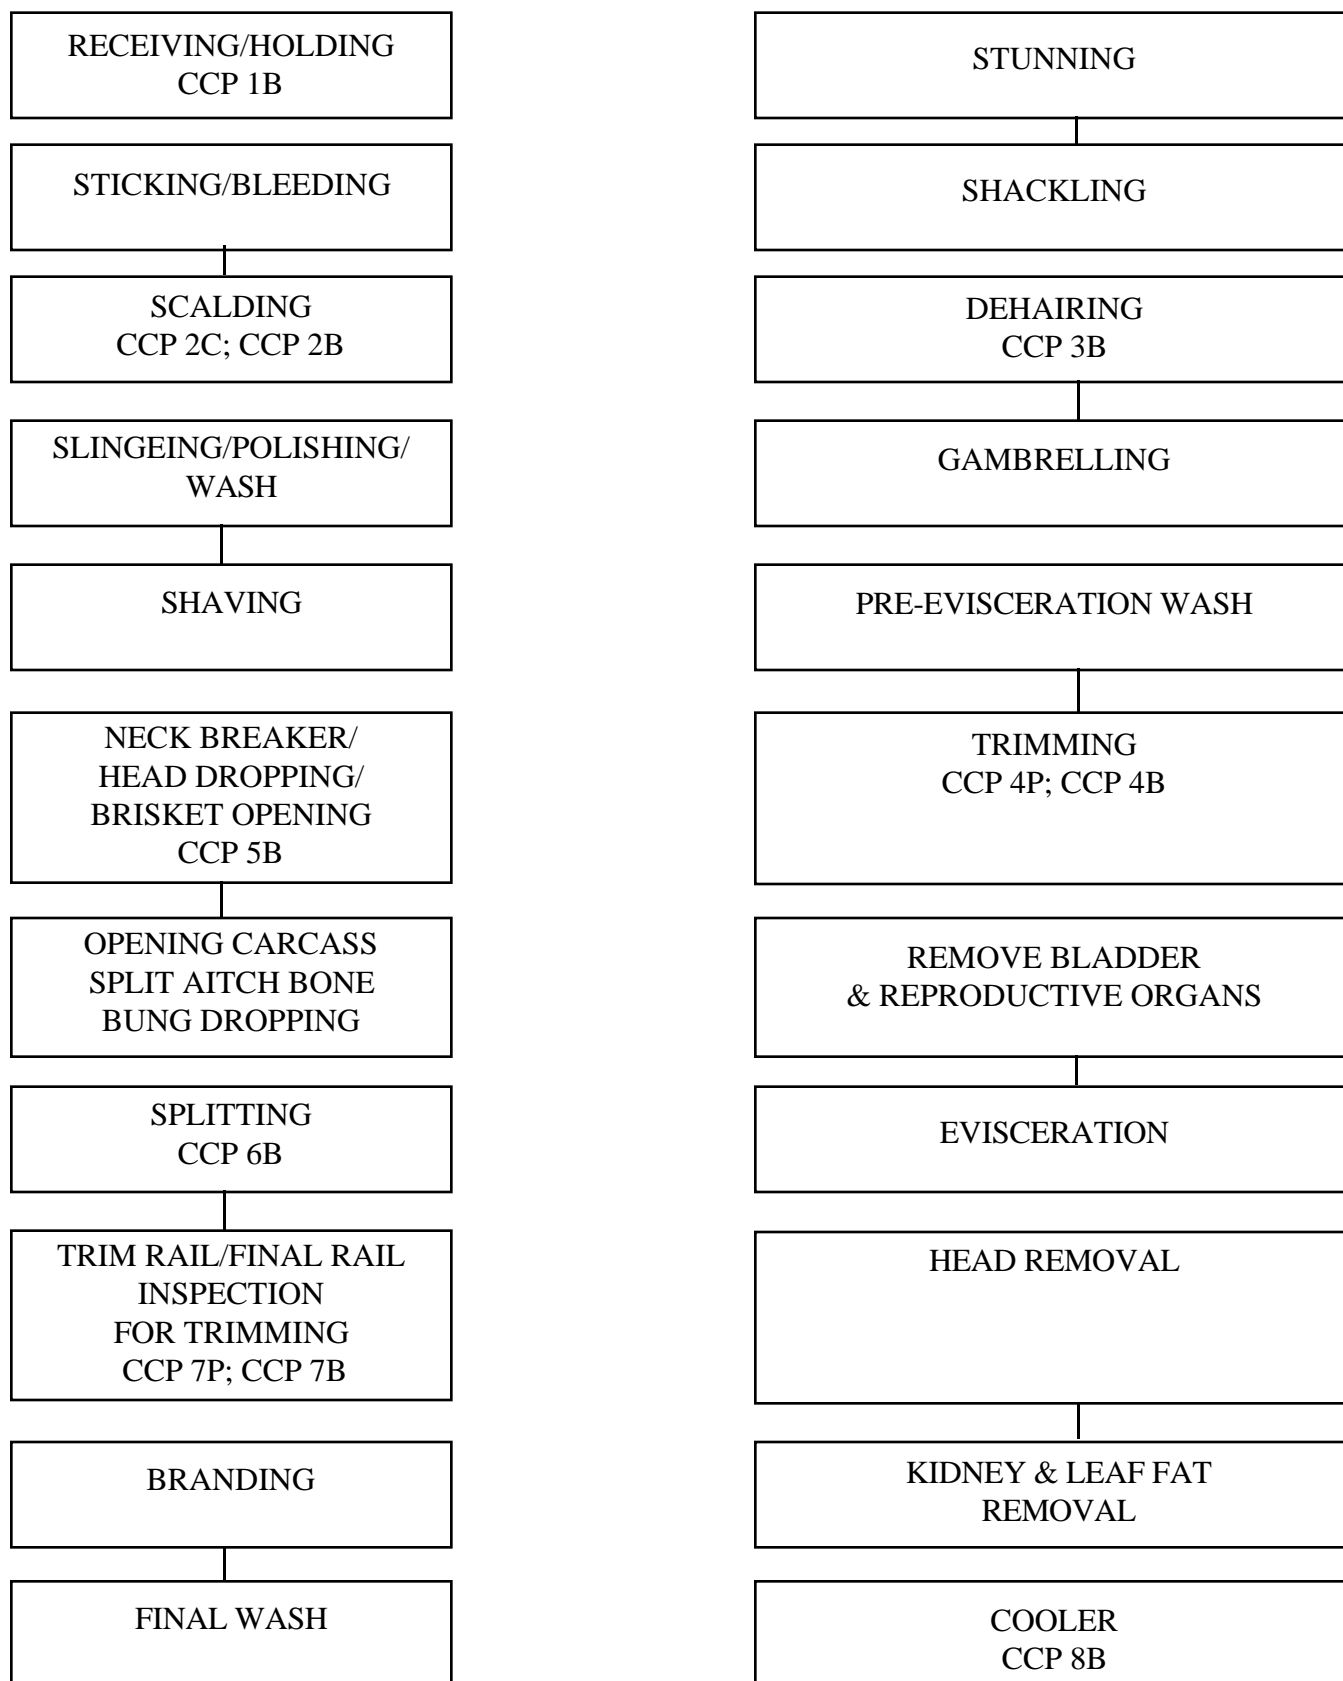 RECEIVING/HOLDING
CCP 1B
STUNNING
STICKING/BLEEDING
SHACKLING
SCALDING
CCP 2C; CCP 2B
DEHAIRING
CCP 3B
SLINGEING/POLISHING/
WASH
GAMBRELLING
SHAVING
PRE-EVISCERATION WASH
NECK BREAKER/
HEAD DROPPING/
BRISKET OPENING
CCP 5B
TRIMMING
CCP 4P; CCP 4B
OPENING CARCASS
SPLIT AITCH BONE
BUNG DROPPING
REMOVE BLADDER
& REPRODUCTIVE ORGANS
SPLITTING
CCP 6B
EVISCERATION
TRIM RAIL/FINAL RAIL
INSPECTION
FOR TRIMMING
CCP 7P; CCP 7B
HEAD REMOVAL
BRANDING
KIDNEY & LEAF FAT
REMOVAL
FINAL WASH
COOLER
CCP 8B